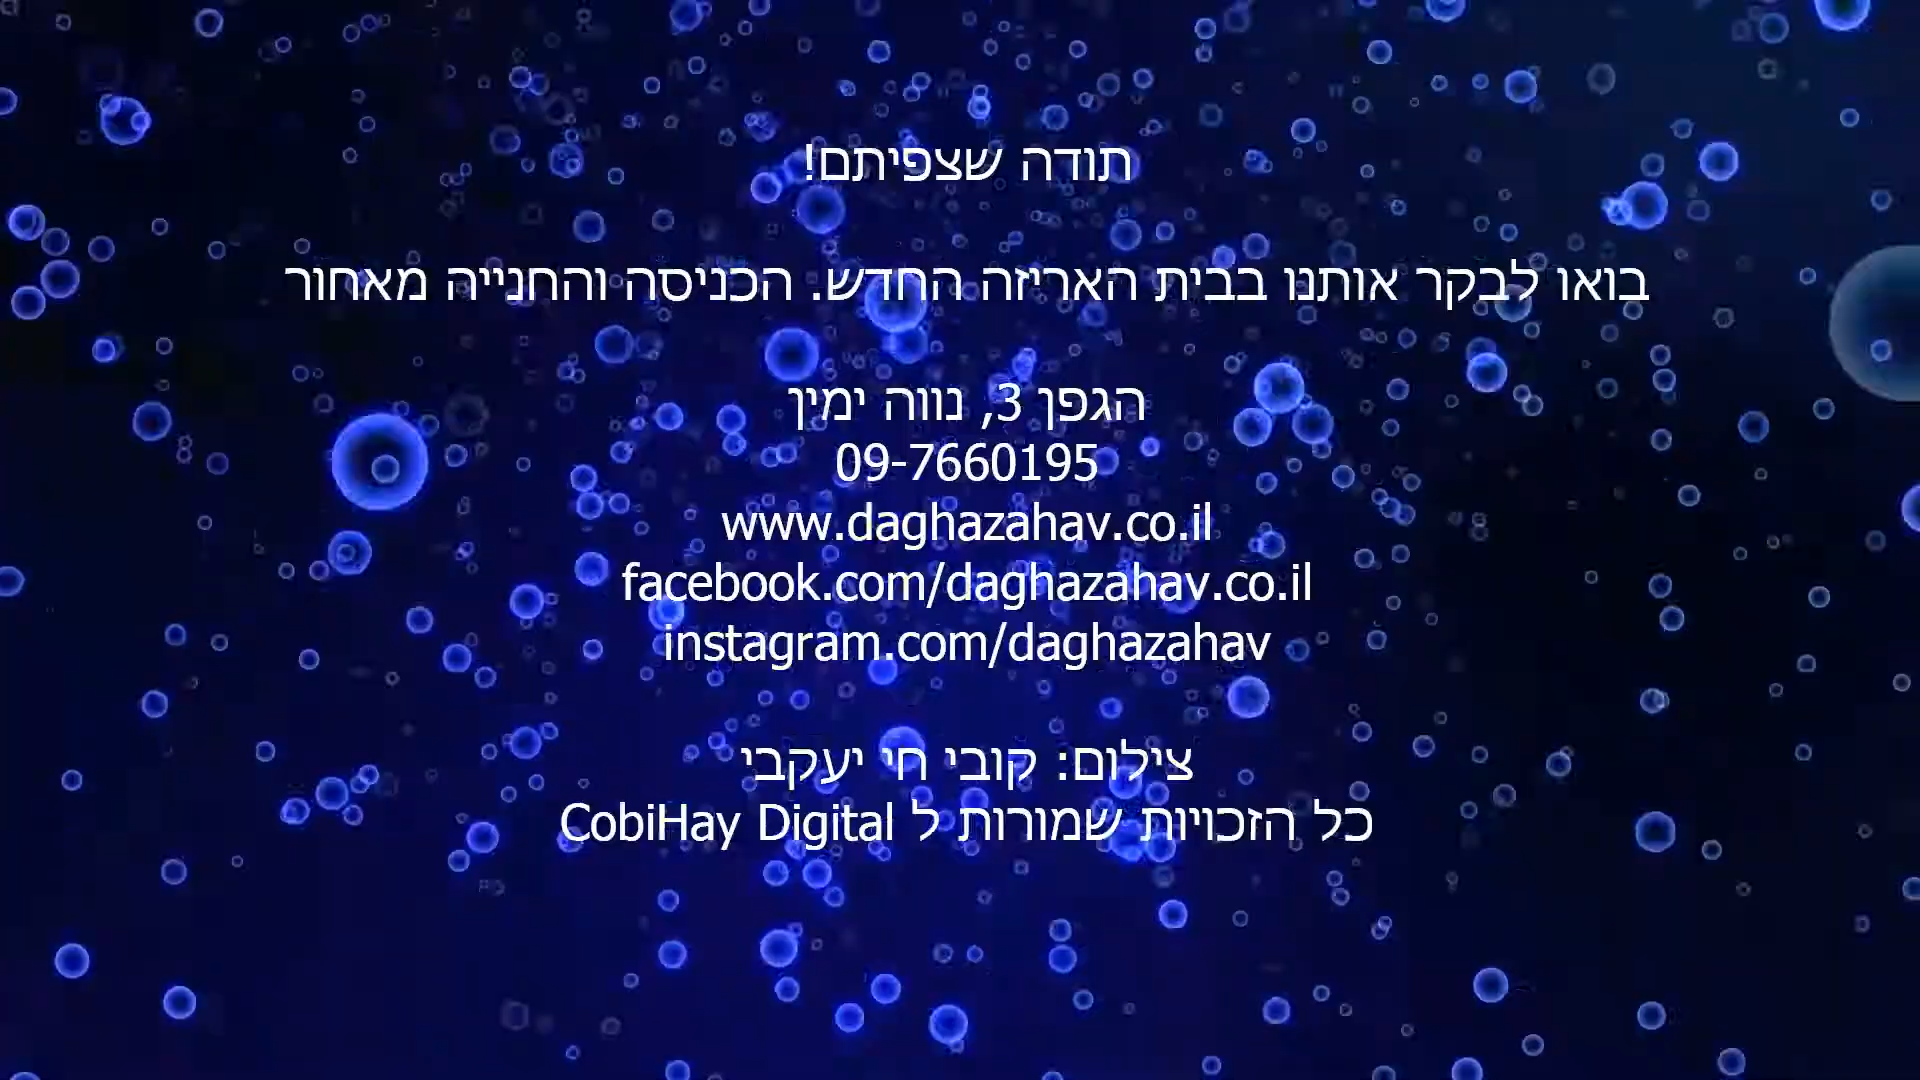 תודה שצפיתם!
בואו לבקר אותנו בבית האריזה החדש. הכניסה והחנייה מאחור
הגפן 3, נווה ימין
09-7660195
www.daghazahav.co.il
facebook.com/daghazahav.co.il
instagram.com/daghazahav
צילום: קובי חי יעקבי
כל הזכויות שמורות ל CobiHay Digital